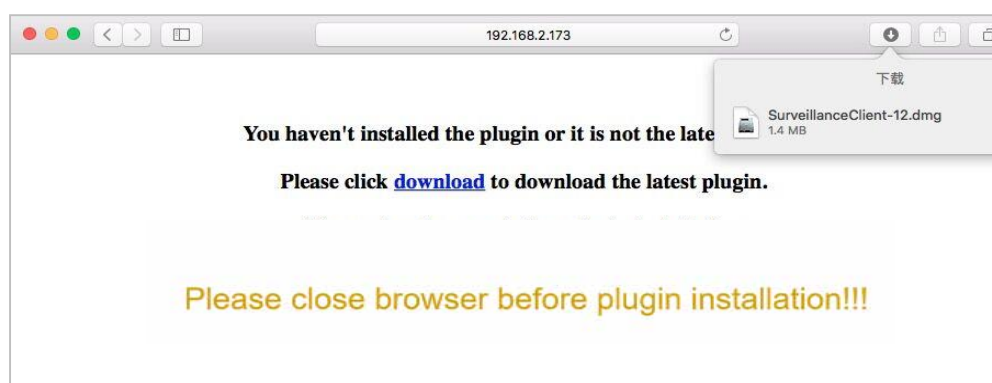 192.168.2.173
下载
SurveillanceClient-12.dmg
1.4 MB
You haven't installed the plugin or it is not the late
Please click download to download the latest plugin.
Please close browser before plugin installation!!!